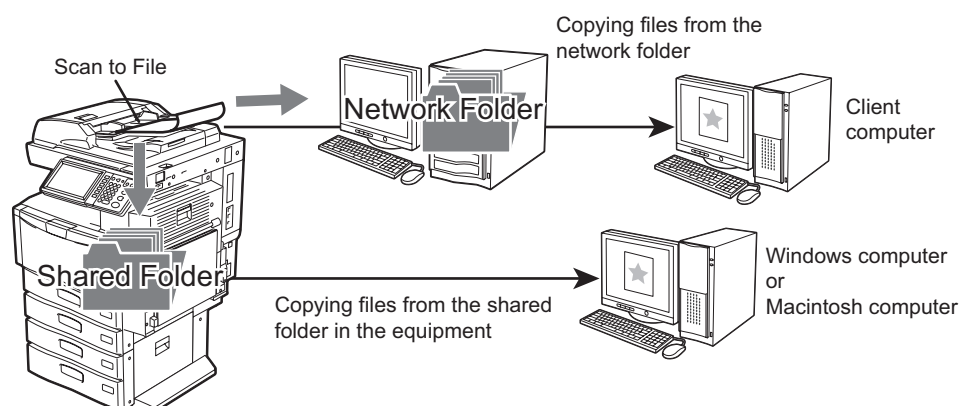 Copying files from the
network folder
Scan to File
Network Folder
Client
computer
Shared Folder
Windows computer
or
Macintosh computer
Copying files from the shared
folder in the equipment